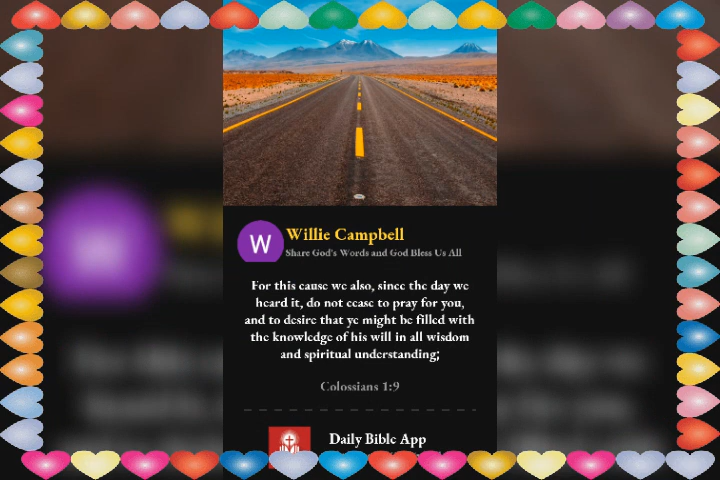 W
Willie Campbell
Share God's Words and God Bless Us All
For this cause we also, since the day we
heard it, do not cease to pray for you,
and to desire that ye might be filled with
the knowledge of his will in all wisdom
and spiritual understanding;
Colossians 1:9
Daily Bible App